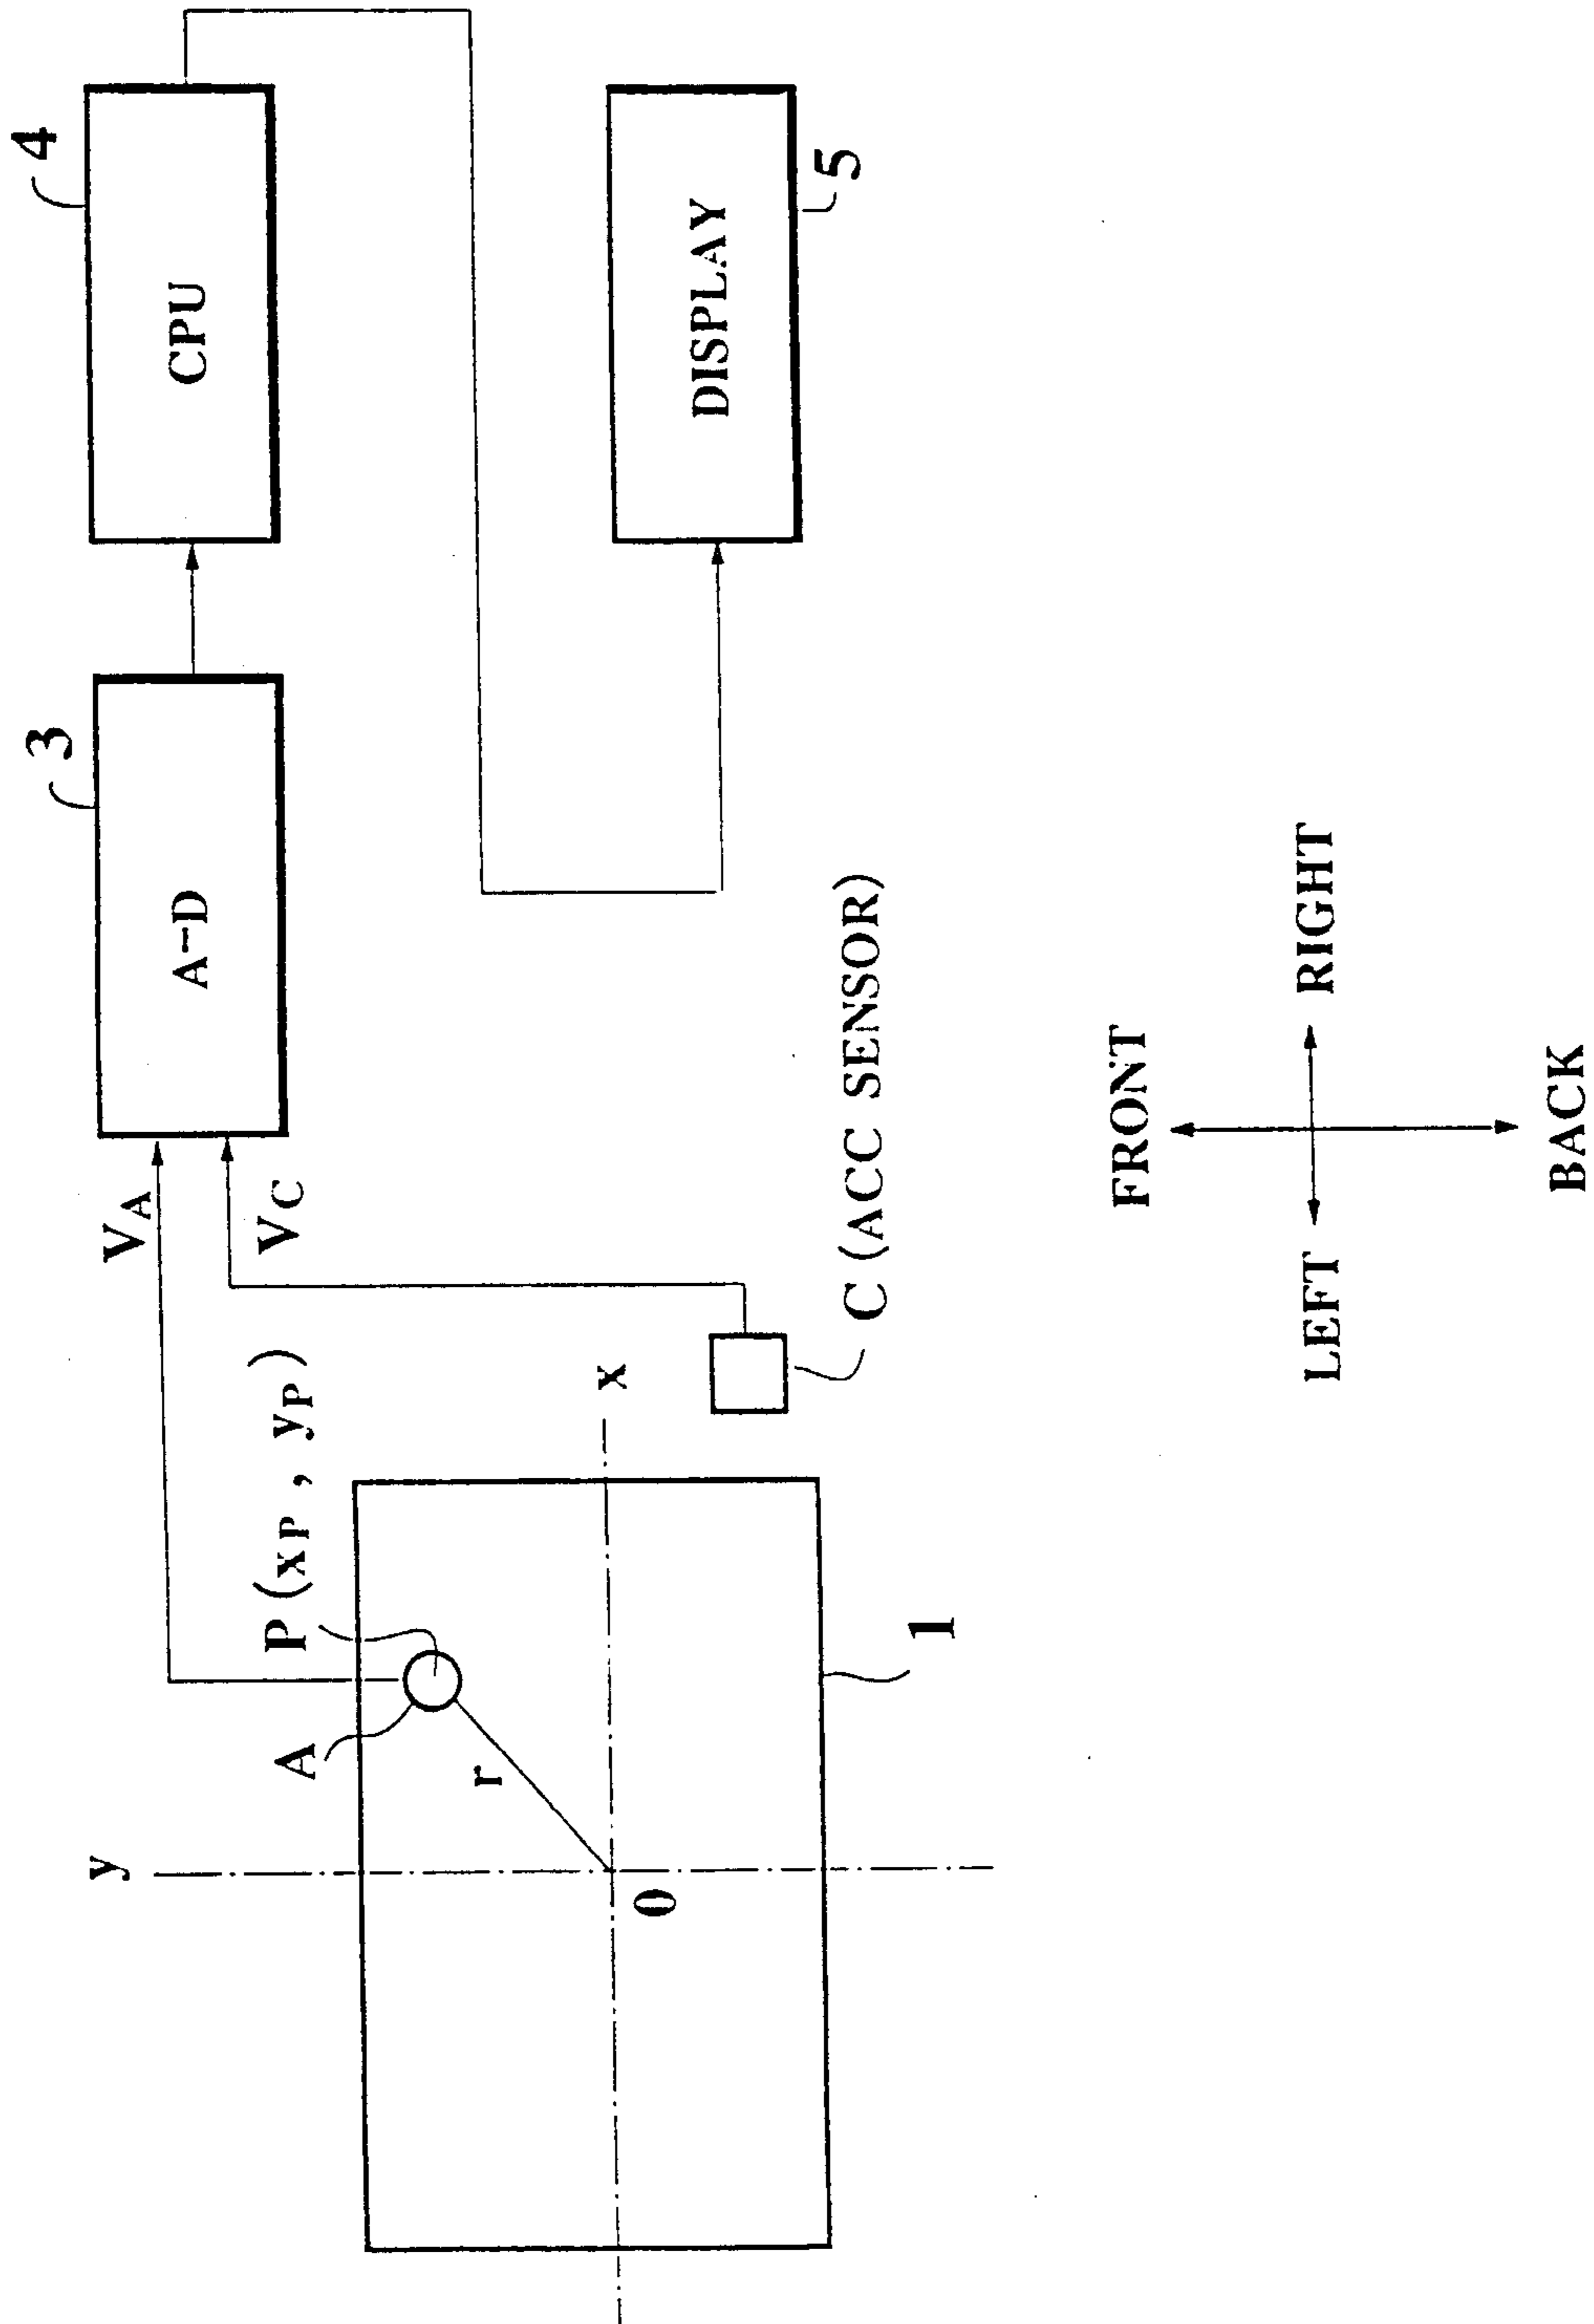 4
CPU
3
A-D
VA
VC
DISPLAY
5
y
P (xP , yP)
A
r
0
x
1
C (ACC SENSOR)
FRONT
LEFT
RIGHT
BACK